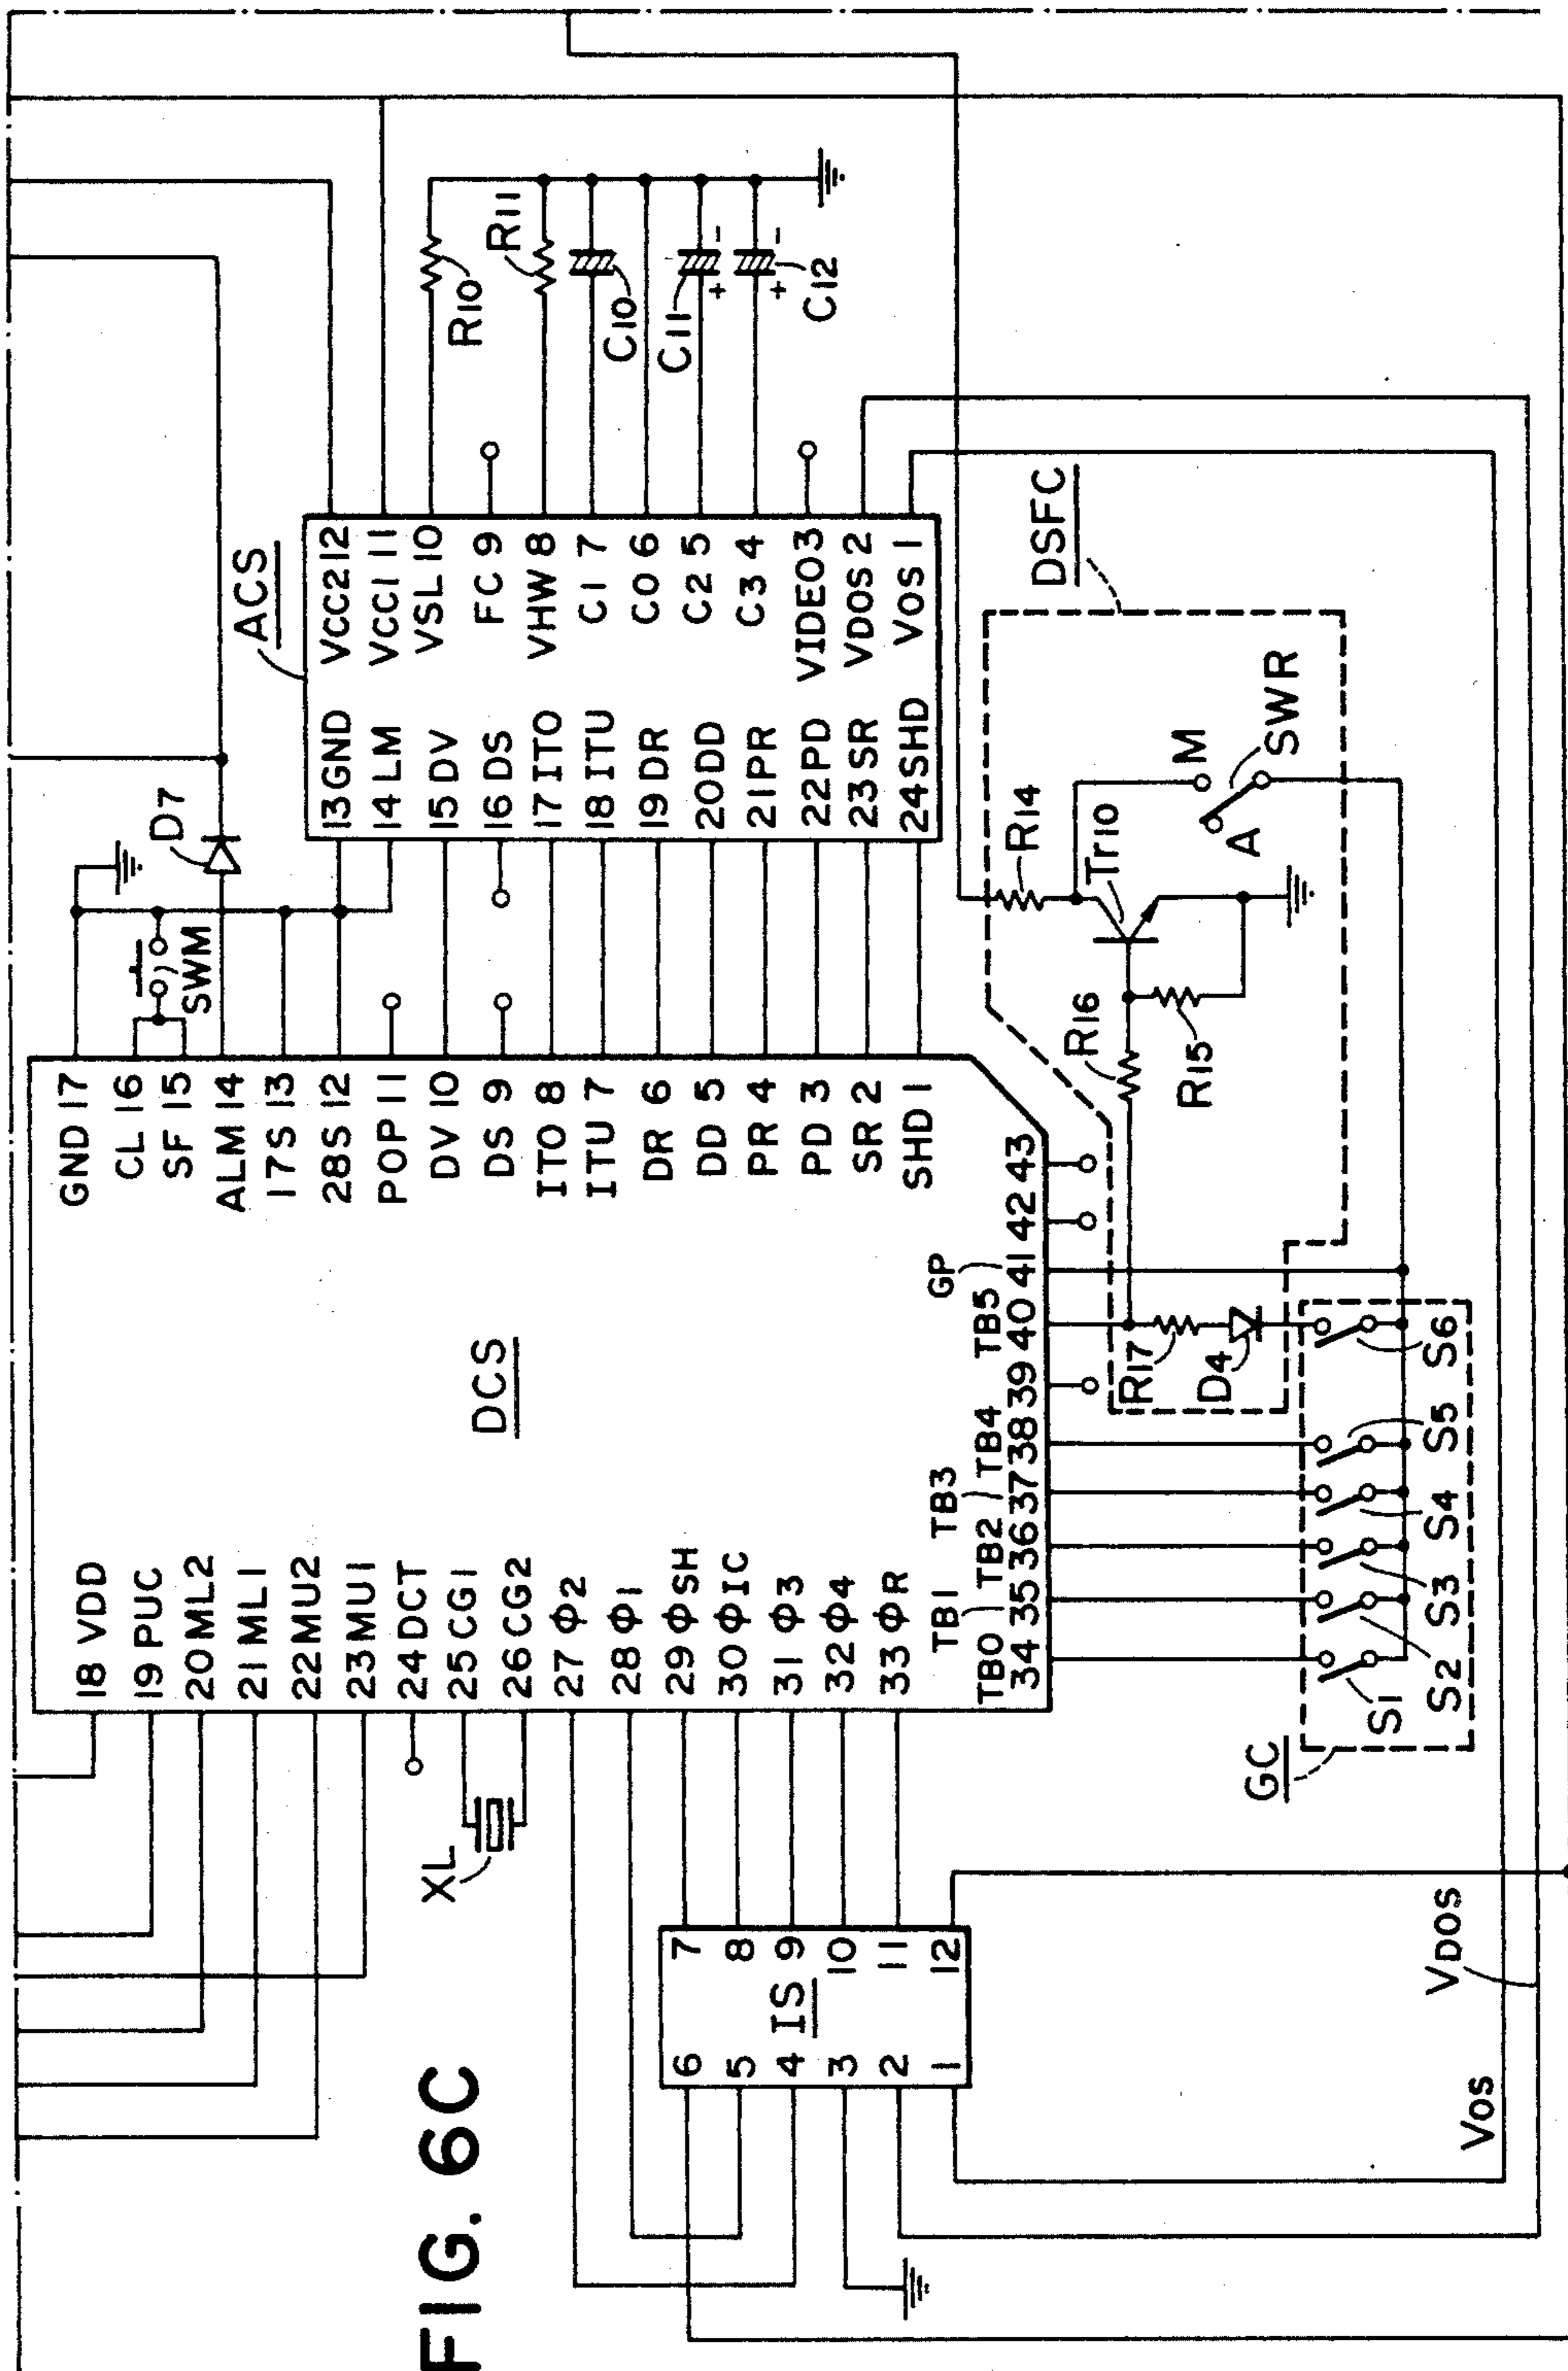 FIG. 6C
ACS
VCC2 12
VCC1 11
VSL 10
FC 9
VHW 8
C1 7
C0 6
C2 5
C3 4
VIDEO 3
VDOS 2
VOS 1
13 GND
14 LM
15 DV
16 DS
17 ITO
18 ITU
19 DR
20 DD
21 PR
22 PD
23 SR
24 SHD
R10
R11
C10
C11
+ -
C12
+ -
D7
SWM
DCS
GND 17
CL 16
SF 15
ALM 14
17S 13
28S 12
POP 11
DV 10
DS 9
ITO 8
ITU 7
DR 6
DD 5
PR 4
PD 3
SR 2
SHD 1
18 VDD
19 PUC
20 ML2
21 ML1
22 MU2
23 MU1
24 DCT
25 CG1
26 CG2
27 Φ2
28 Φ1
29 ΦSH
30 ΦIC
31 Φ3
32 Φ4
33 ΦR
TB0 TB1 TB2 TB3 TB4 TB5 GP
34 35 36 37 38 39 40 41 42 43
XL
IS
7
8
9
10
11
12
6
5
4
3
2
1
DSFC
R14
Tr10
M
A
SWR
R16
R15
R17
D4
GC
S1 S2 S3 S4 S5 S6
VDOS
VOS